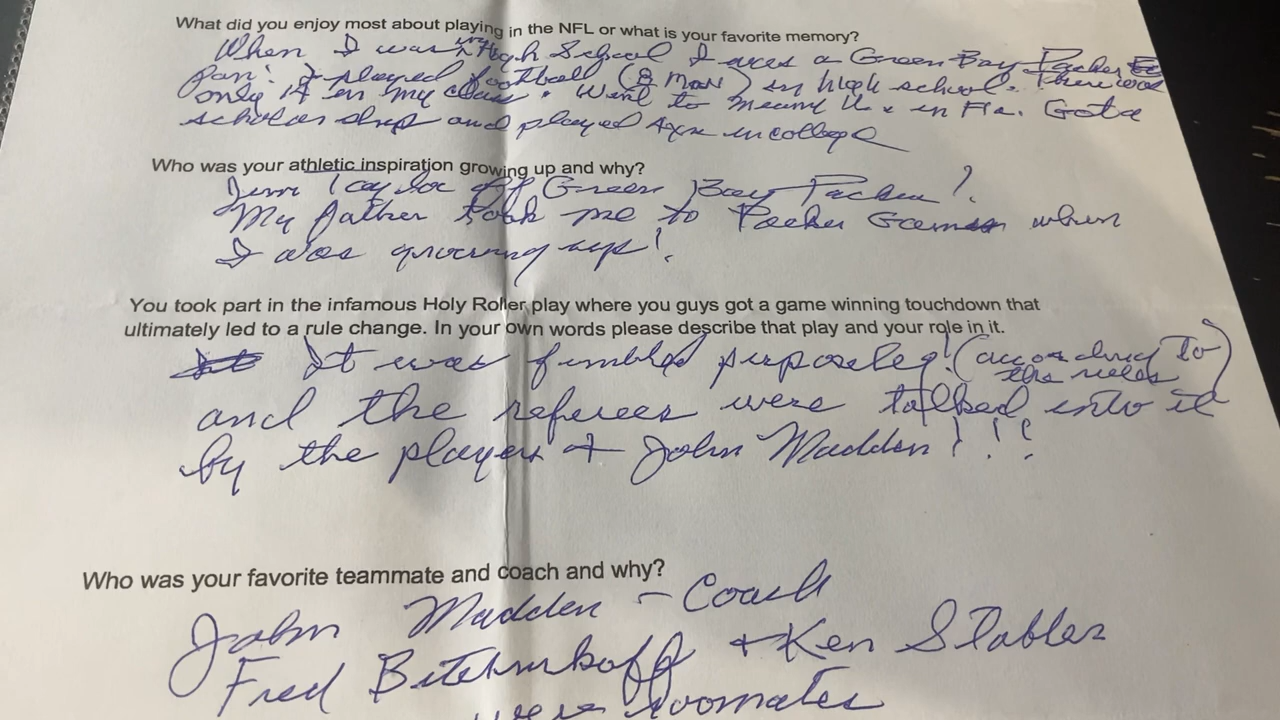 What did you enjoy most about playing in the NFL or what is your favorite memory?
When I was in High School I was a Green Bay Packer
fan! I played football (8 man) in high school. There was
only 14 in my class. Went to Miami U. in Fla. Got a
scholarship and played 4 yrs in college
Who was your athletic inspiration growing up and why?
Jim Taylor of Green Bay Packer!
My father took me to Packer Games when
I was growing up!
You took part in the infamous Holy Roller play where you guys got a game winning touchdown that
ultimately led to a rule change. In your own words please describe that play and your role in it.
It was fumbled purposeley! (according to
the rules)
and the referees were talked into it
by the players + John Madden!!!
Who was your favorite teammate and coach and why?
John Madden - Coach
Fred Bitelnikoff + Ken Stabler
were roomates